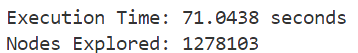 Execution Time: 71.0438 seconds
Nodes Explored: 1278103